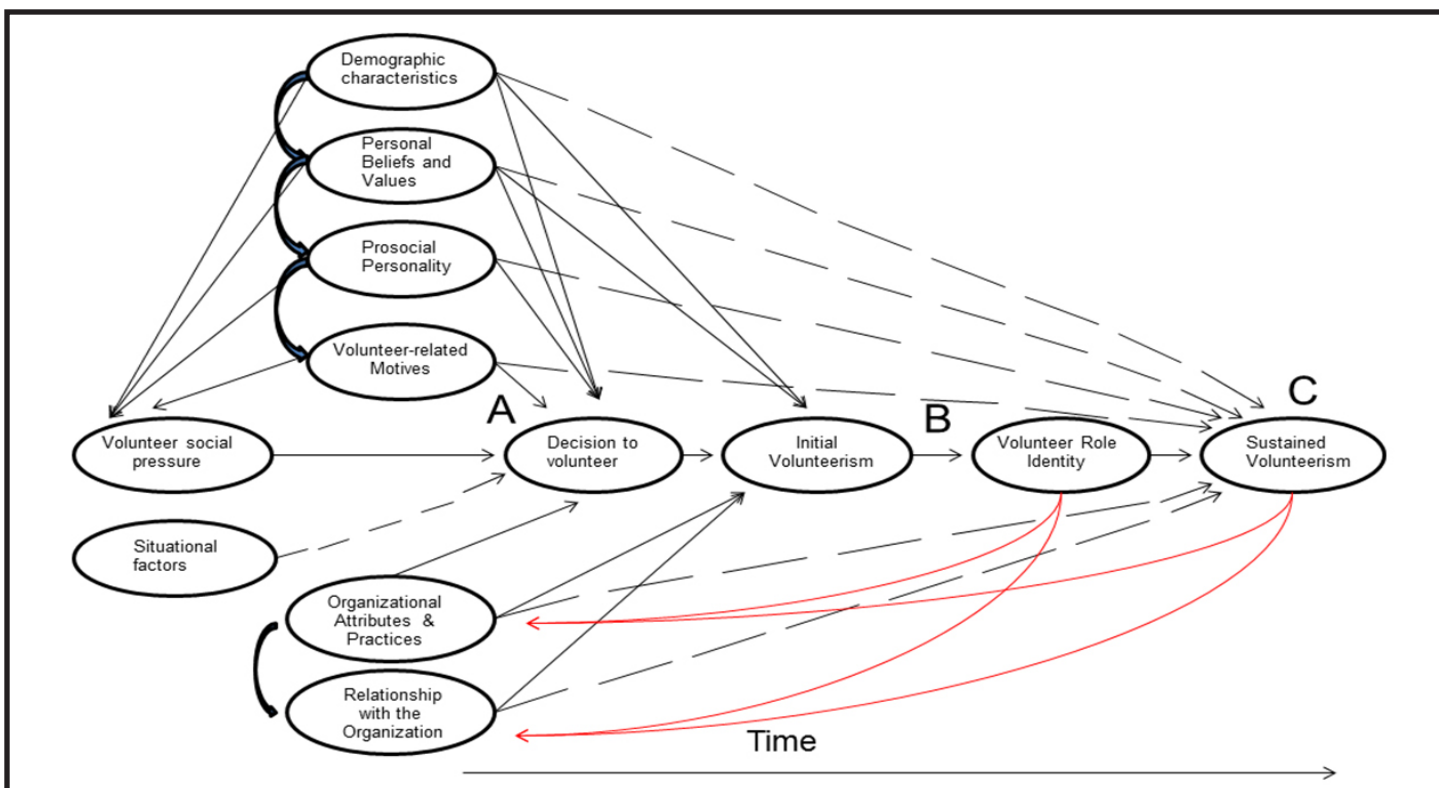 Demographic
characteristics
Personal
Beliefs and
Values
Prosocial
Personality
Volunteer-related
Motives
A
B
C
Volunteer social
pressure
Decision to
volunteer
Initial
Volunteerism
Volunteer Role
Identity
Sustained
Volunteerism
Situational
factors
Organizational
Attributes &
Practices
Relationship
with the
Organization
Time